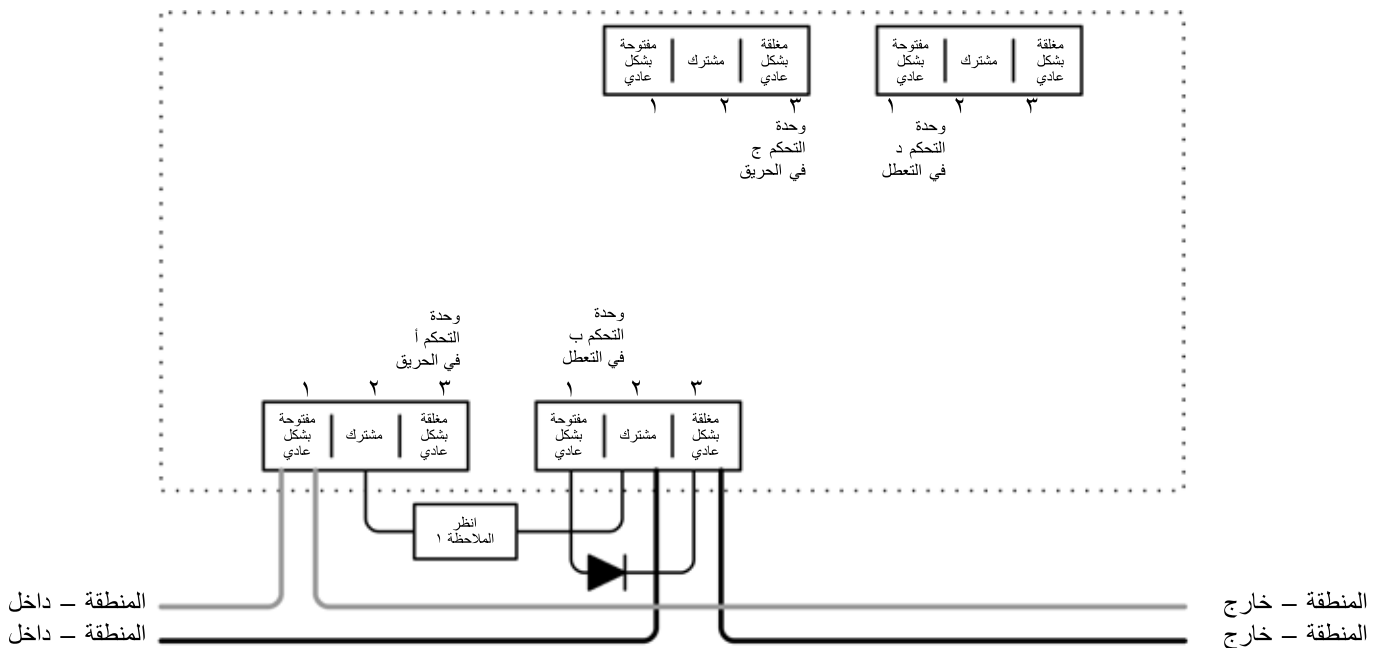 مفتوحة
بشكل
عادي
مشترك
مغلقة
بشكل
عادي
١ ٢ ٣
وحدة
التحكم ج
في الحريق
مفتوحة
بشكل
عادي
مشترك
مغلقة
بشكل
عادي
١ ٢ ٣
وحدة
التحكم د
في التعطل
وحدة
التحكم أ
في الحريق
١ ٢ ٣
مفتوحة
بشكل
عادي
مشترك
مغلقة
بشكل
عادي
وحدة
التحكم ب
في التعطل
١ ٢ ٣
مفتوحة
بشكل
عادي
مشترك
مغلقة
بشكل
عادي
انظر
الملاحظة ١
المنطقة – داخل
المنطقة – داخل
المنطقة – خارج
المنطقة – خارج